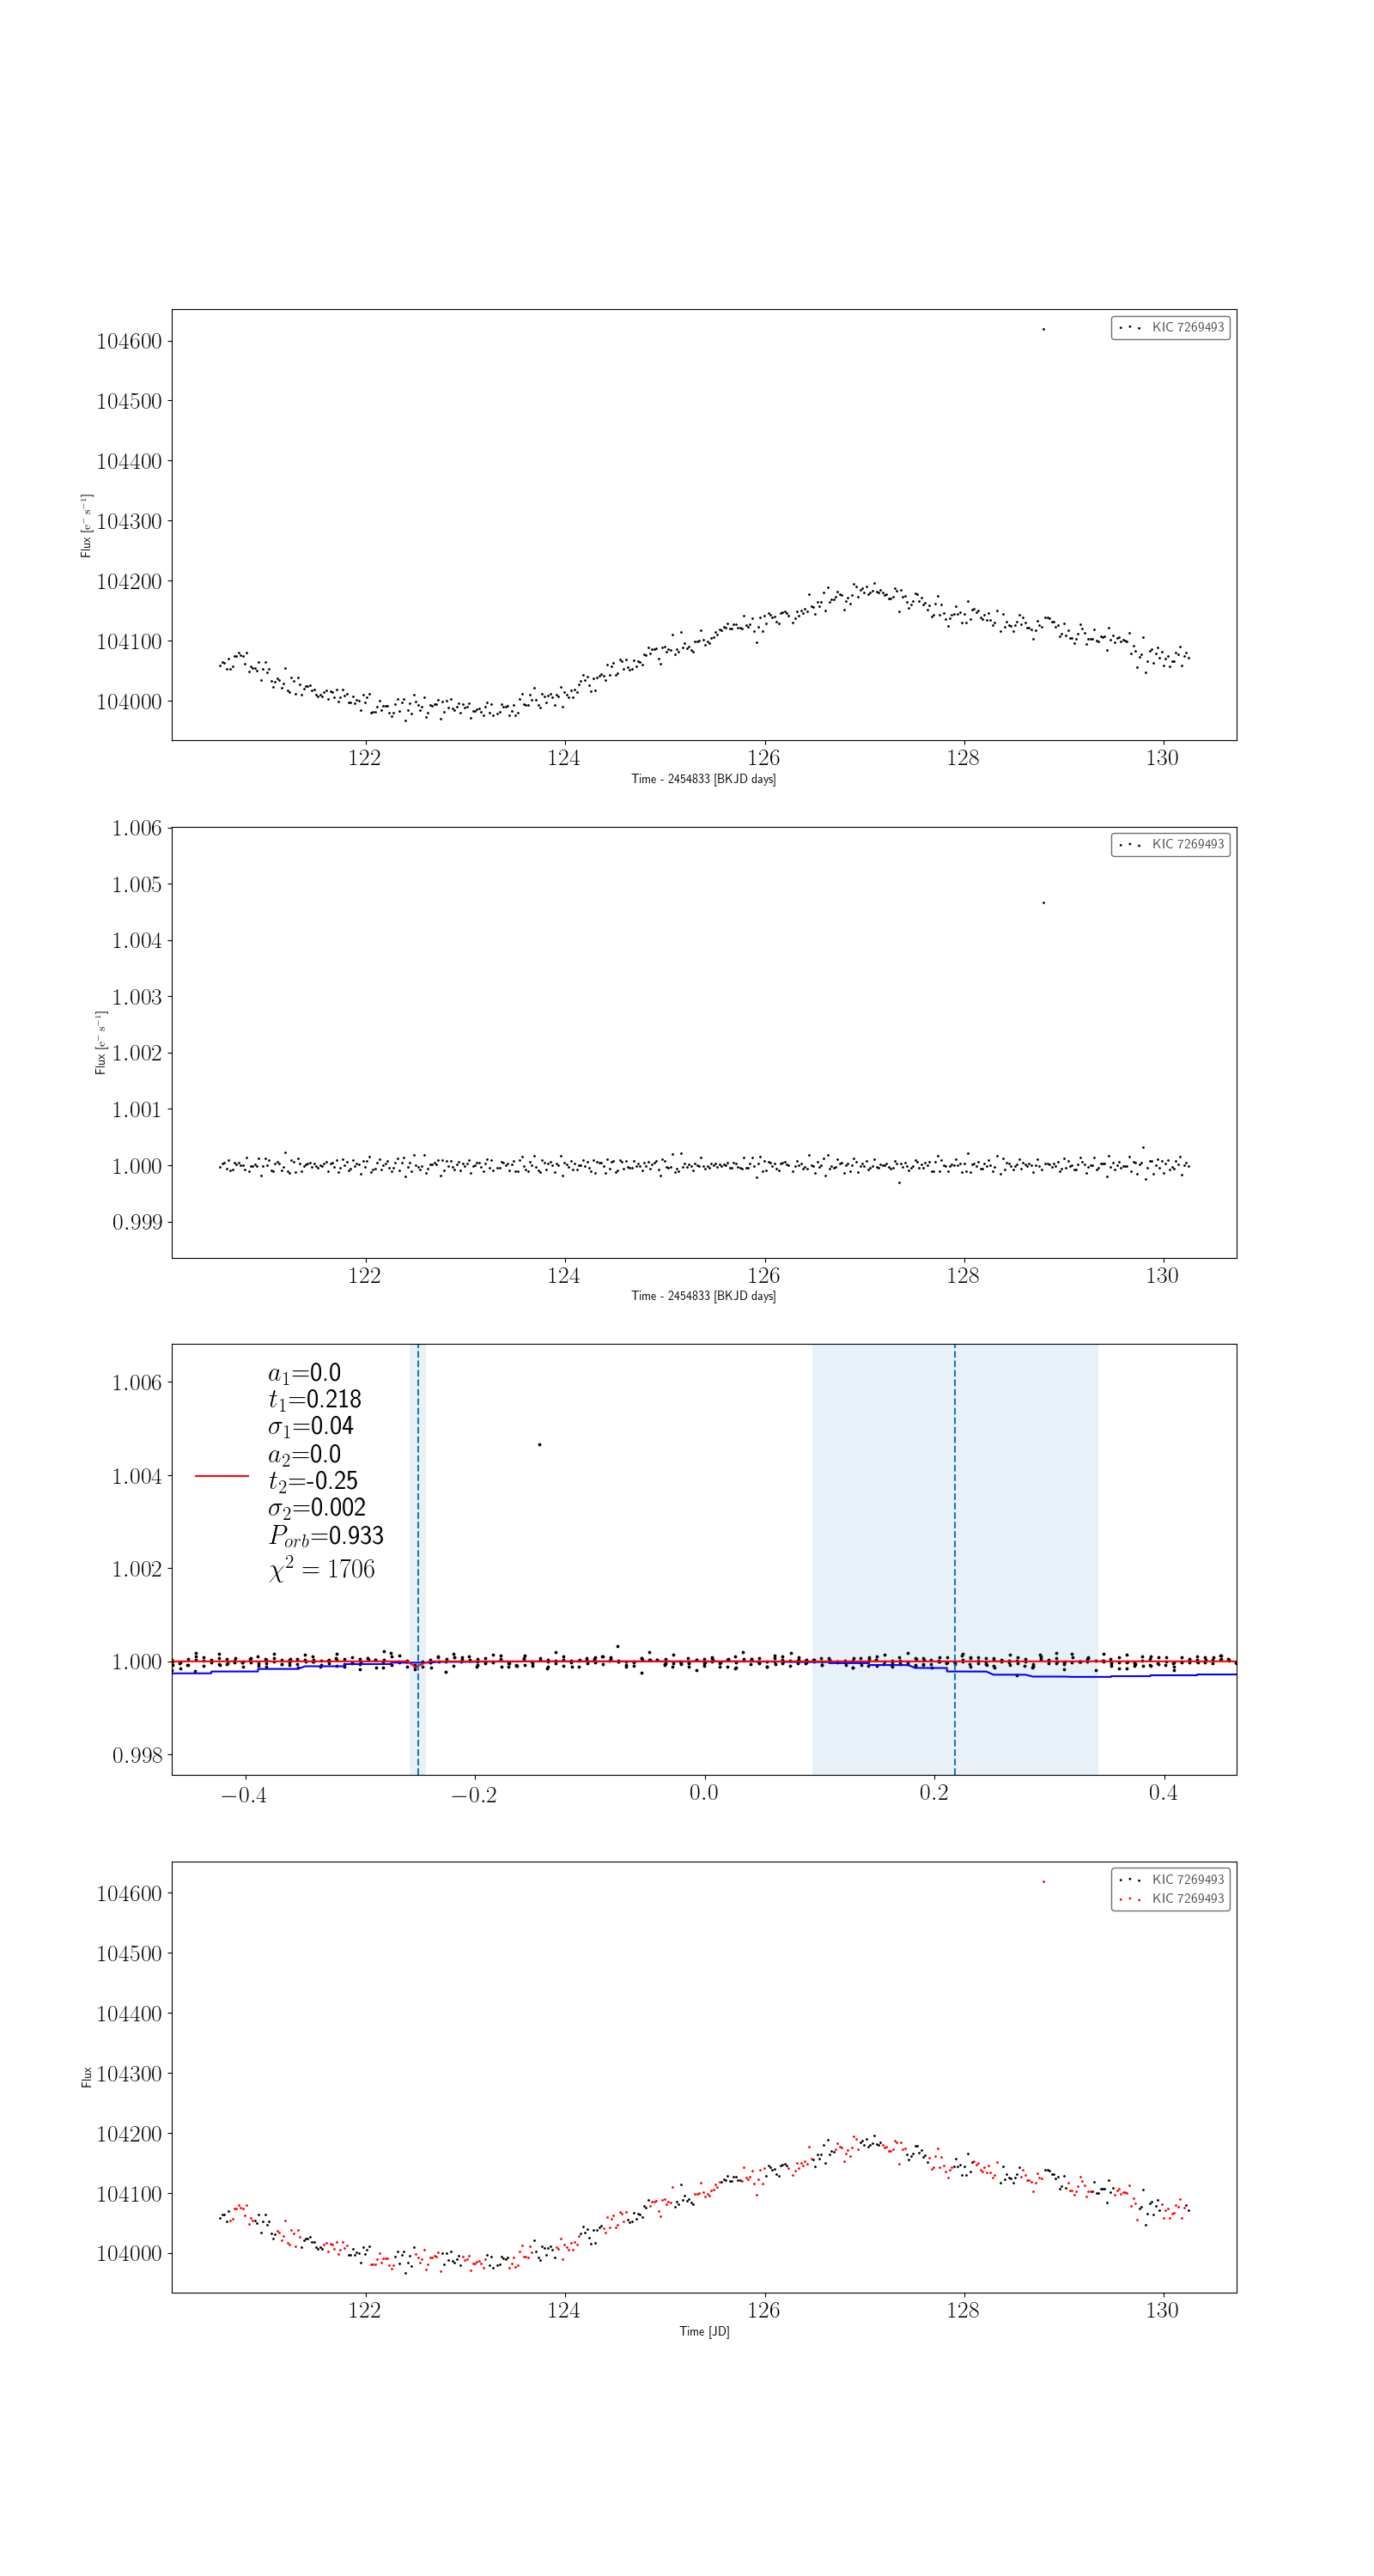 KIC 7269493
104600
104500
104400
104300
104200
104100
104000
Flux [e⁻ s⁻¹]
122 124 126 128 130
Time - 2454833 [BKJD days]
KIC 7269493
1.006
1.005
1.004
1.003
1.002
1.001
1.000
0.999
Flux [e⁻ s⁻¹]
122 124 126 128 130
Time - 2454833 [BKJD days]
a₁=0.0
t₁=0.218
σ₁=0.04
a₂=0.0
t₂=-0.25
σ₂=0.002
P_orb=0.933
χ² = 1706
1.006
1.004
1.002
1.000
0.998
−0.4 −0.2 0.0 0.2 0.4
KIC 7269493
KIC 7269493
104600
104500
104400
104300
104200
104100
104000
Flux
122 124 126 128 130
Time [JD]